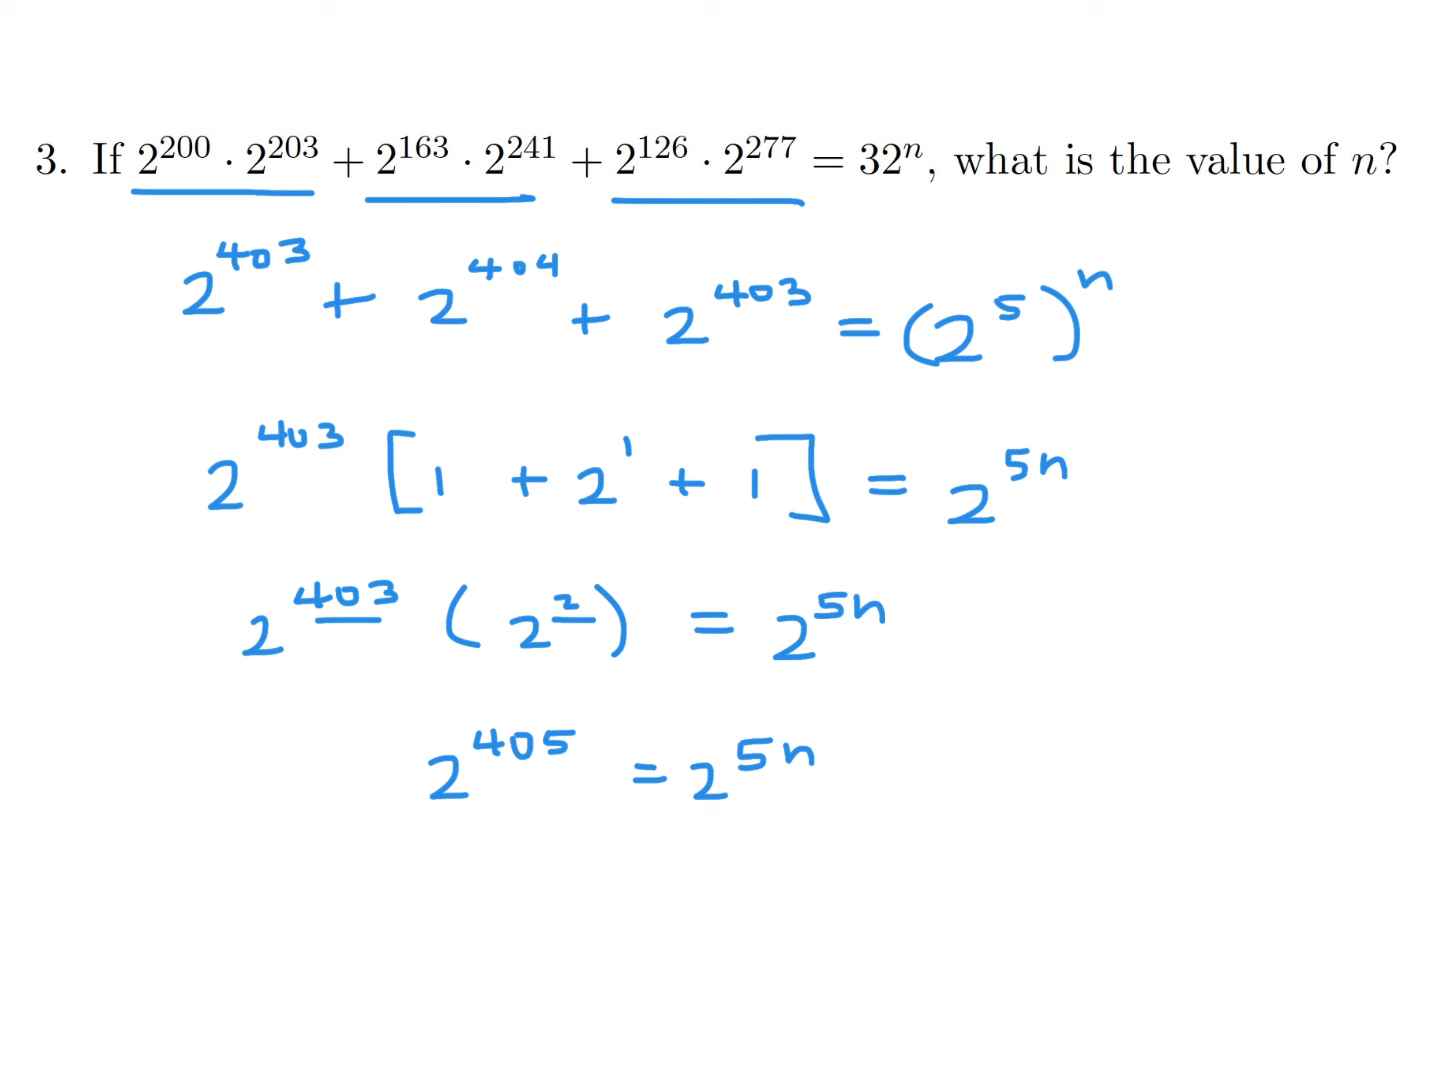 3. If 2^200 · 2^203 + 2^163 · 2^241 + 2^126 · 2^277 = 32^n, what is the value of n?
2^403 + 2^404 + 2^403 = (2^5)^n
2^403 [1 + 2^1 + 1] = 2^5n
2^403 (2^2) = 2^5n
2^405 = 2^5n